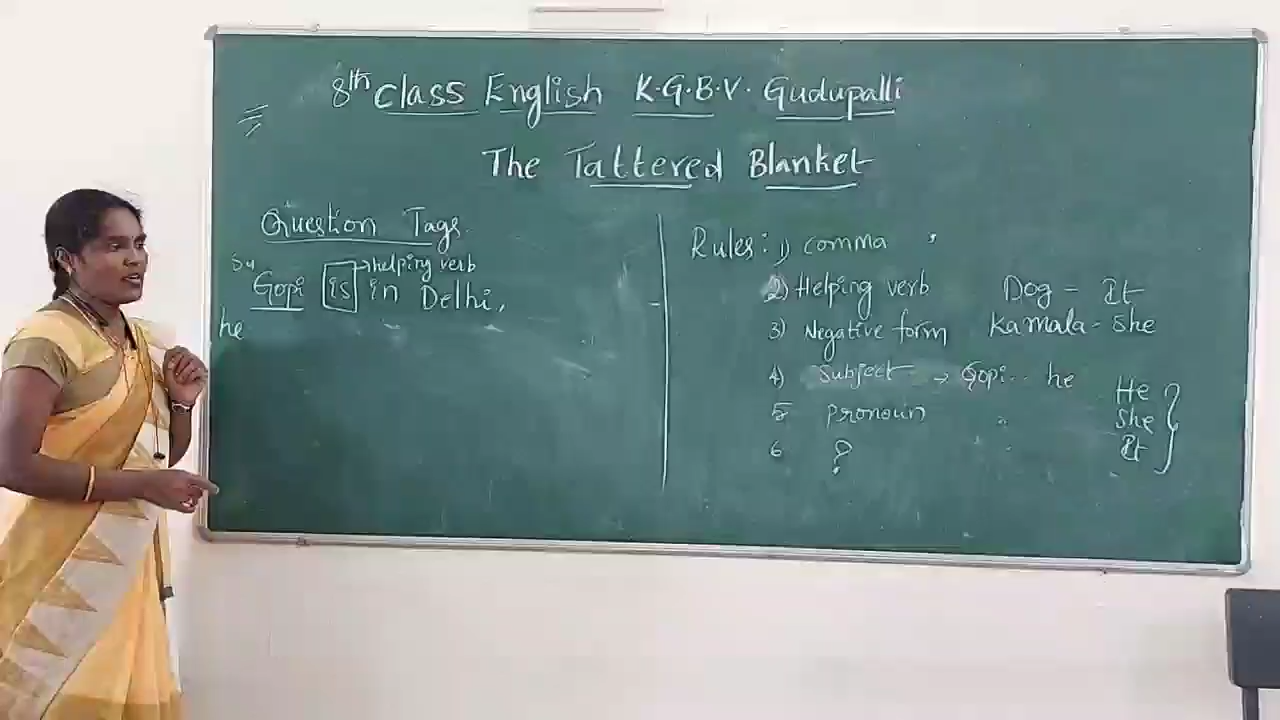 8th class English K.G.B.V. Gudupalli
The Tattered Blanket
Question Tags.
Su
→helping verb
Gopi is in Delhi,
he
Rules: 1) comma ,
2) Helping verb
3) Negative form
4) Subject → Gopi.. he
5 Pronoun
6 ?
Dog - It
Kamala - She
He
She
It